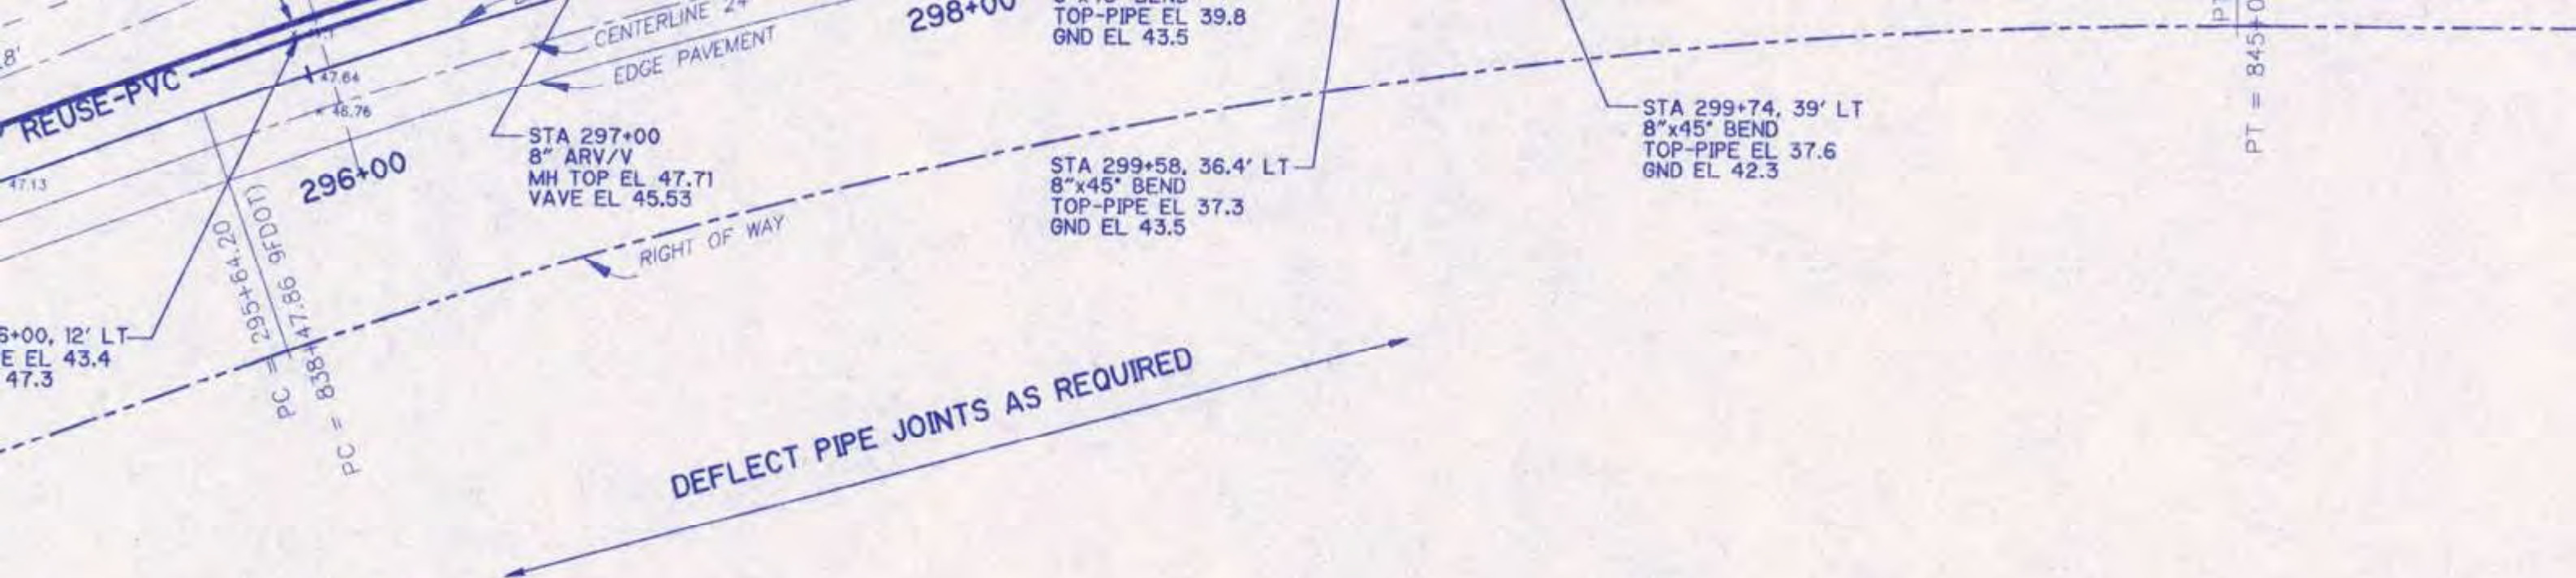 8'
REUSE-PVC
CENTERLINE 24"
EDGE PAVEMENT
47.64
46.76
47.13
296+00
298+00
TOP-PIPE EL 39.8
GND EL 43.5
STA 297+00
8" ARV/V
MH TOP EL 47.71
VAVE EL 45.53
STA 299+58, 36.4' LT
8"x45° BEND
TOP-PIPE EL 37.3
GND EL 43.5
STA 299+74, 39' LT
8"x45° BEND
TOP-PIPE EL 37.6
GND EL 42.3
PT
PT = 845+0
RIGHT OF WAY
PC = 295+64.20
PC = 838+47.86 9FDOT)
6+00, 12' LT
E EL 43.4
47.3
DEFLECT PIPE JOINTS AS REQUIRED